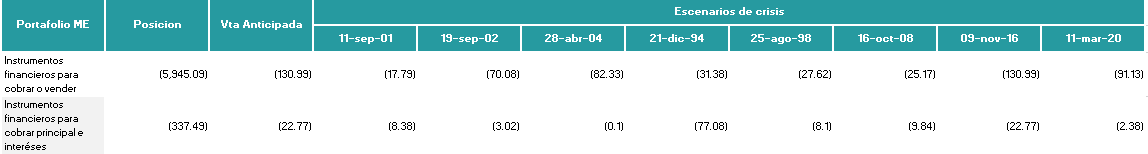 Portafolio ME Posicion Vta Anticipada Escenarios de crisis
11-sep-01 19-sep-02 28-abr-04 21-dic-94 25-ago-98 16-oct-08 09-nov-16 11-mar-20
Instrumentos
financieros para (5,945.09) (130.99) (17.79) (70.08) (82.33) (31.38) (27.62) (25.17) (130.99) (91.13)
cobrar o vender
Instrumentos
financieros para (337.49) (22.77) (8.38) (3.02) (0.1) (77.08) (8.1) (9.84) (22.77) (2.38)
cobrar principal e
interéses